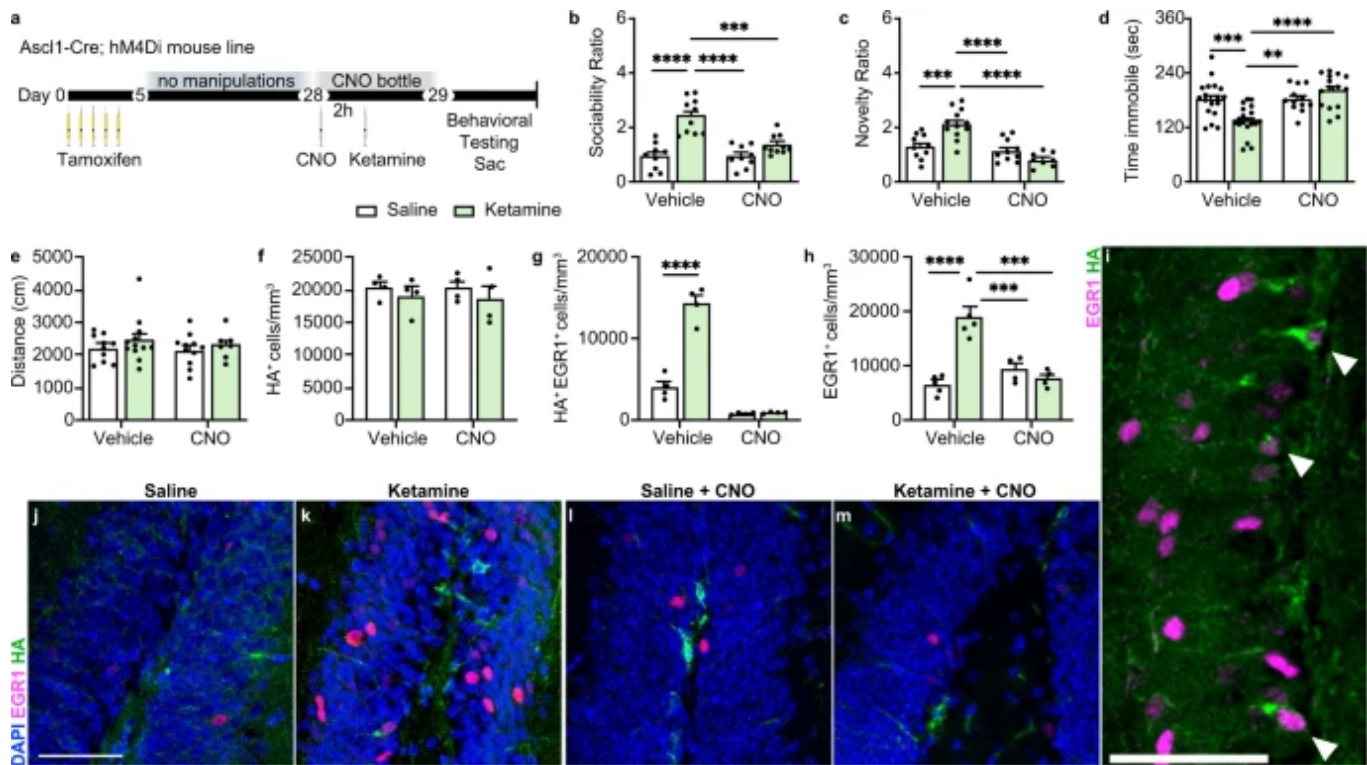 a
Ascl1-Cre; hM4Di mouse line
no manipulations
CNO bottle
Day 0
5
28
2h
29
Tamoxifen
CNO
Ketamine
Behavioral
Testing
Sac
Saline
Ketamine
b
Sociability Ratio
6
4
2
0
****
****
***
Vehicle
CNO
c
Novelty Ratio
6
4
2
0
***
****
****
Vehicle
CNO
d
Time immobile (sec)
360
240
120
0
***
**
****
Vehicle
CNO
e
Distance (cm)
5000
4000
3000
2000
1000
0
Vehicle
CNO
f
HA⁺ cells/mm³
25000
20000
15000
10000
5000
0
Vehicle
CNO
g
HA⁺ EGR1⁺ cells/mm³
20000
10000
0
****
Vehicle
CNO
h
EGR1⁺ cells/mm³
30000
20000
10000
0
****
***
***
Vehicle
CNO
i
EGR1 HA
Saline
j
DAPI EGR1 HA
Ketamine
k
Saline + CNO
l
Ketamine + CNO
m